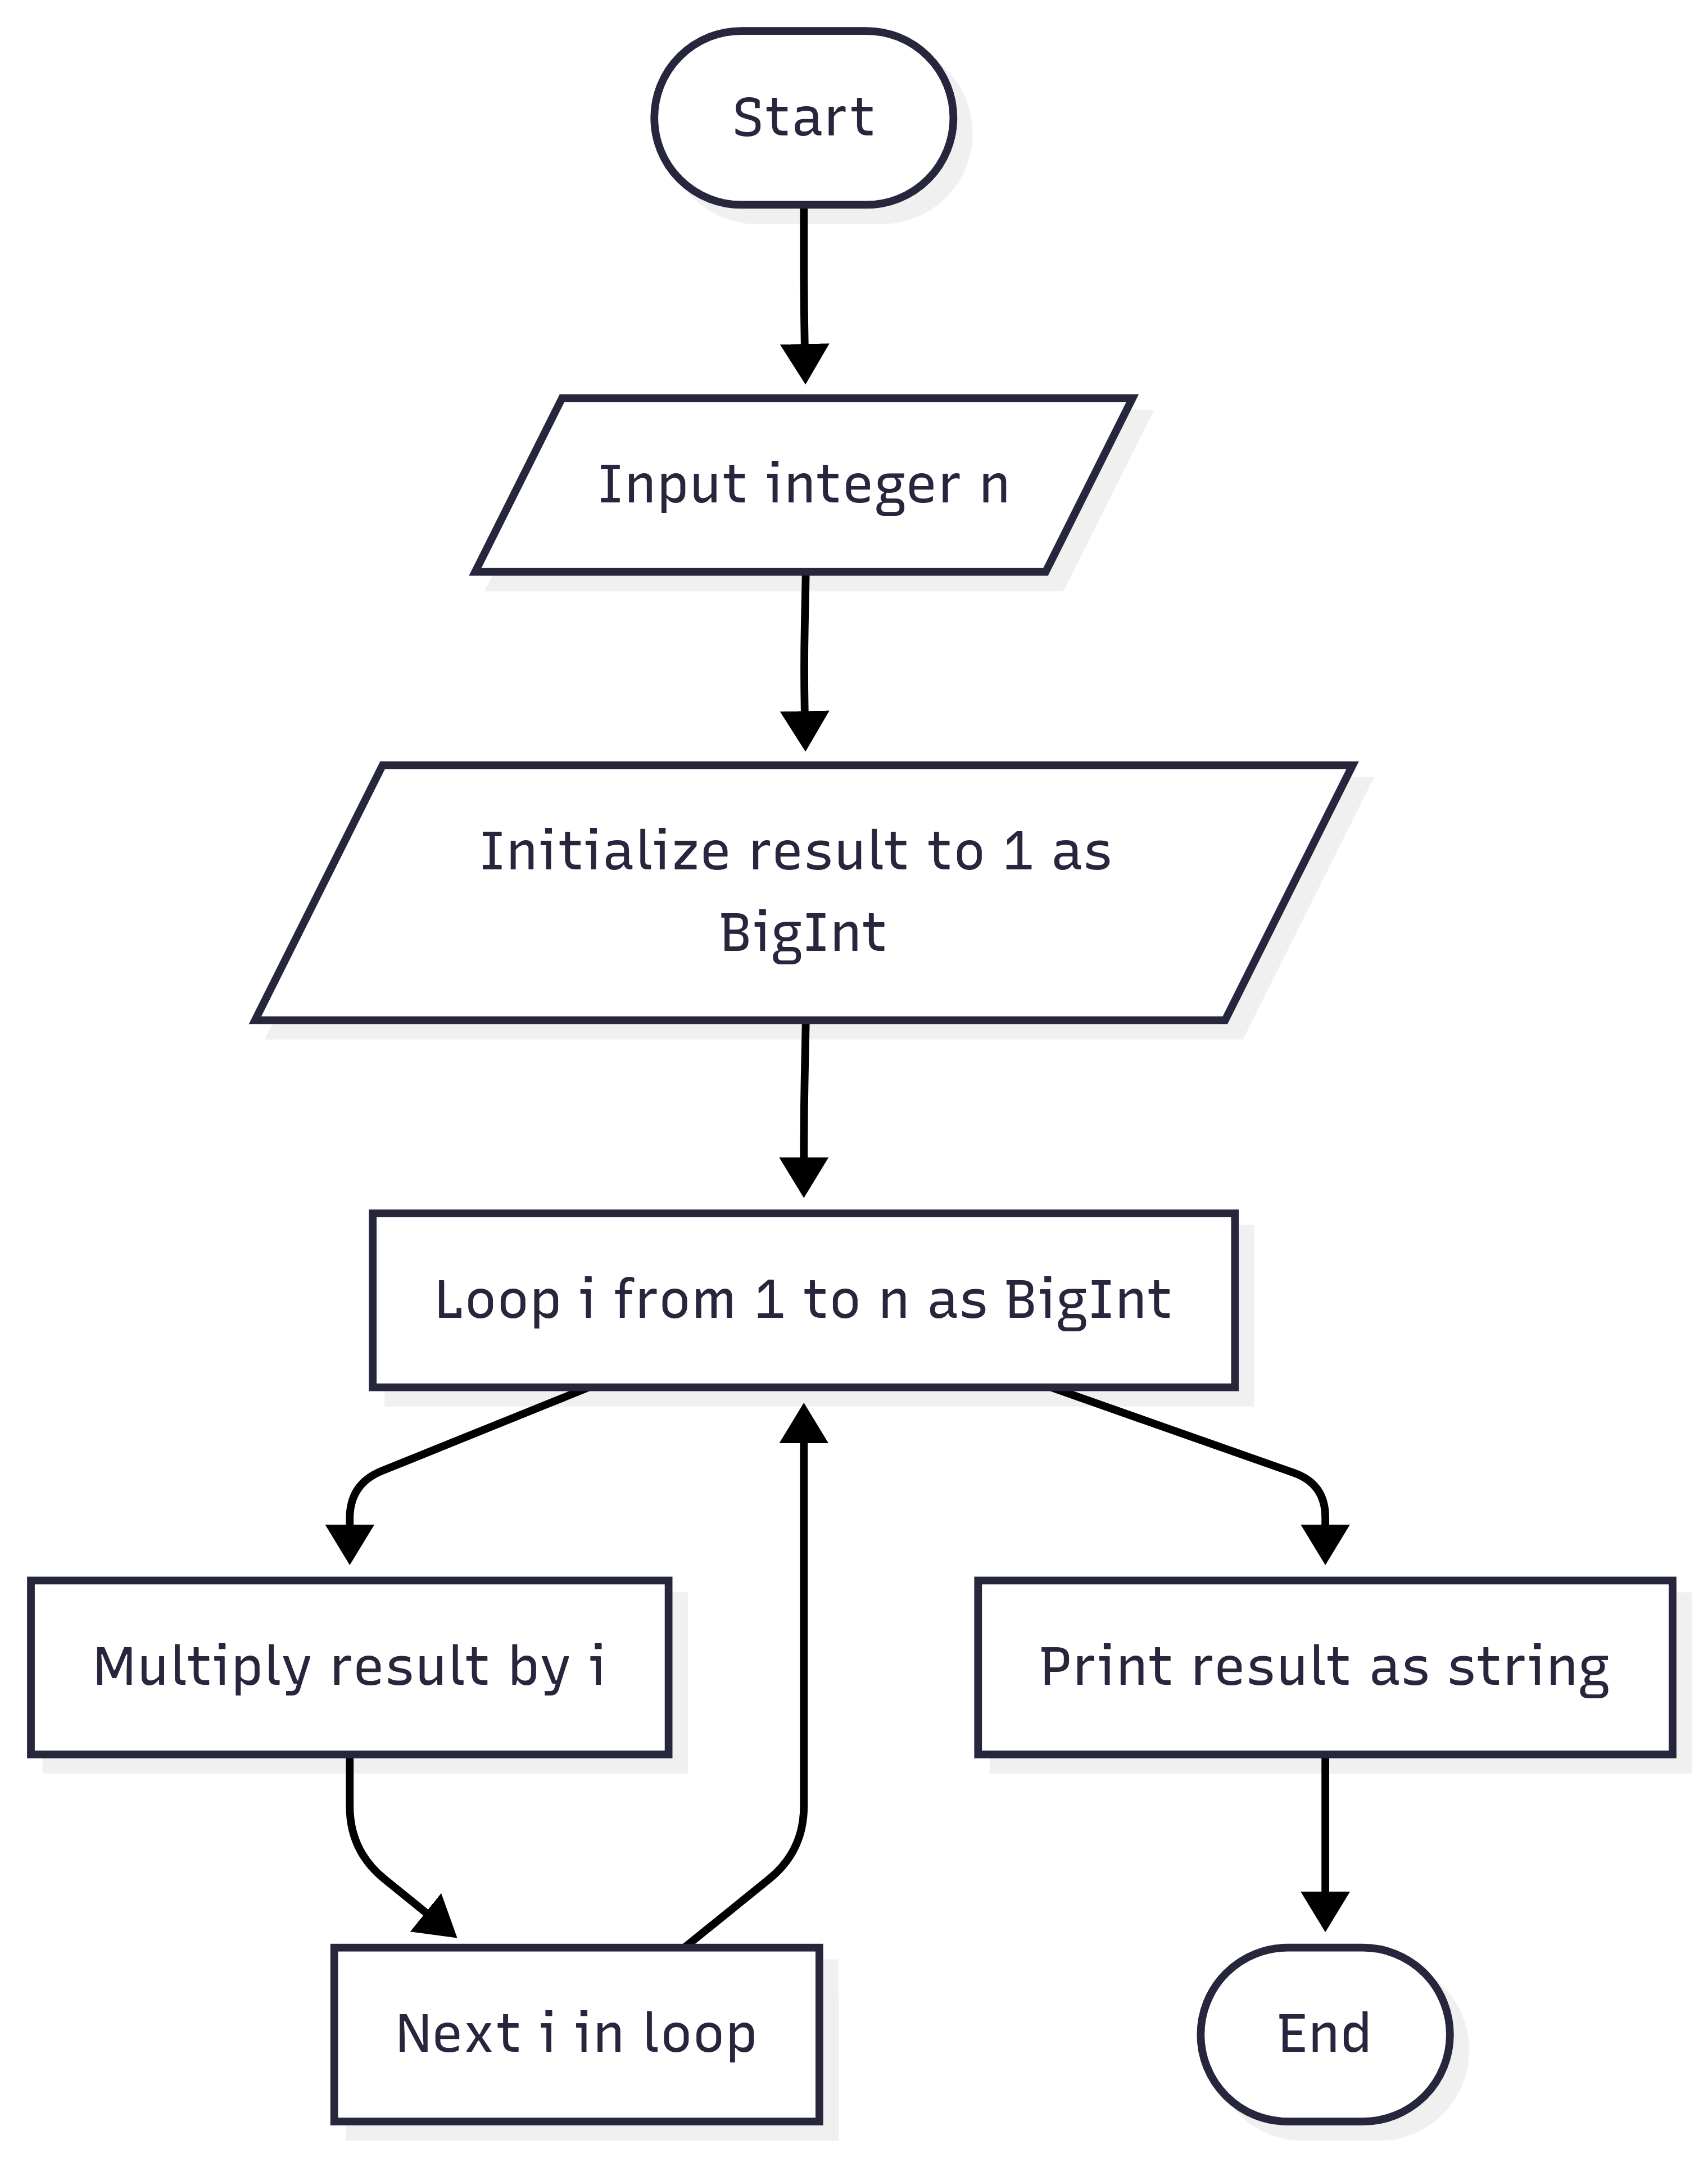 Start
Input integer n
Initialize result to 1 as
BigInt
Loop i from 1 to n as BigInt
Multiply result by i
Print result as string
Next i in loop
End